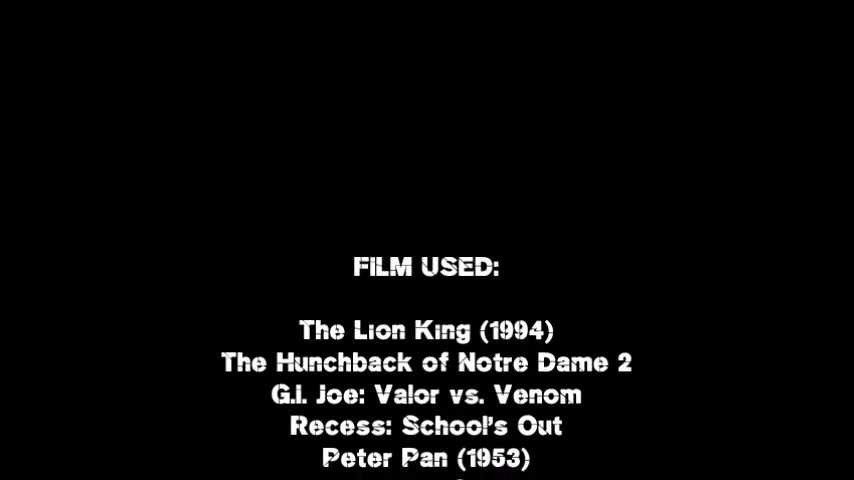 FILM USED:
The Lion King (1994)
The Hunchback of Notre Dame 2
G.I. Joe: Valor vs. Venom
Recess: School's Out
Peter Pan (1953)